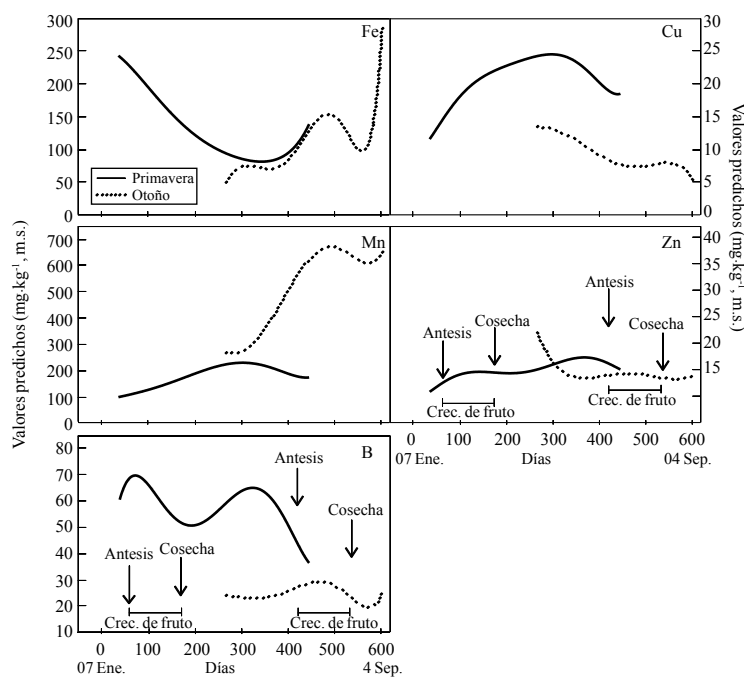 300
250
200
150
100
50
0
Fe
Primavera
Otoño
Cu
30
25
20
15
10
5
0
Valores predichos (mg·kg-1, m.s.)
Valores predichos (mg·kg-1, m.s.)
700
600
500
400
300
200
100
0
Mn
Zn
40
35
30
25
20
15
Antesis
Cosecha
Antesis
Cosecha
Crec. de fruto
Crec. de fruto
0 100 200 300 400 500 600
07 Ene. Días 04 Sep.
80
70
60
50
40
30
20
10
B
Antesis
Cosecha
Antesis
Cosecha
Crec. de fruto
Crec. de fruto
0 100 200 300 400 500 600
07 Ene. Días 4 Sep.